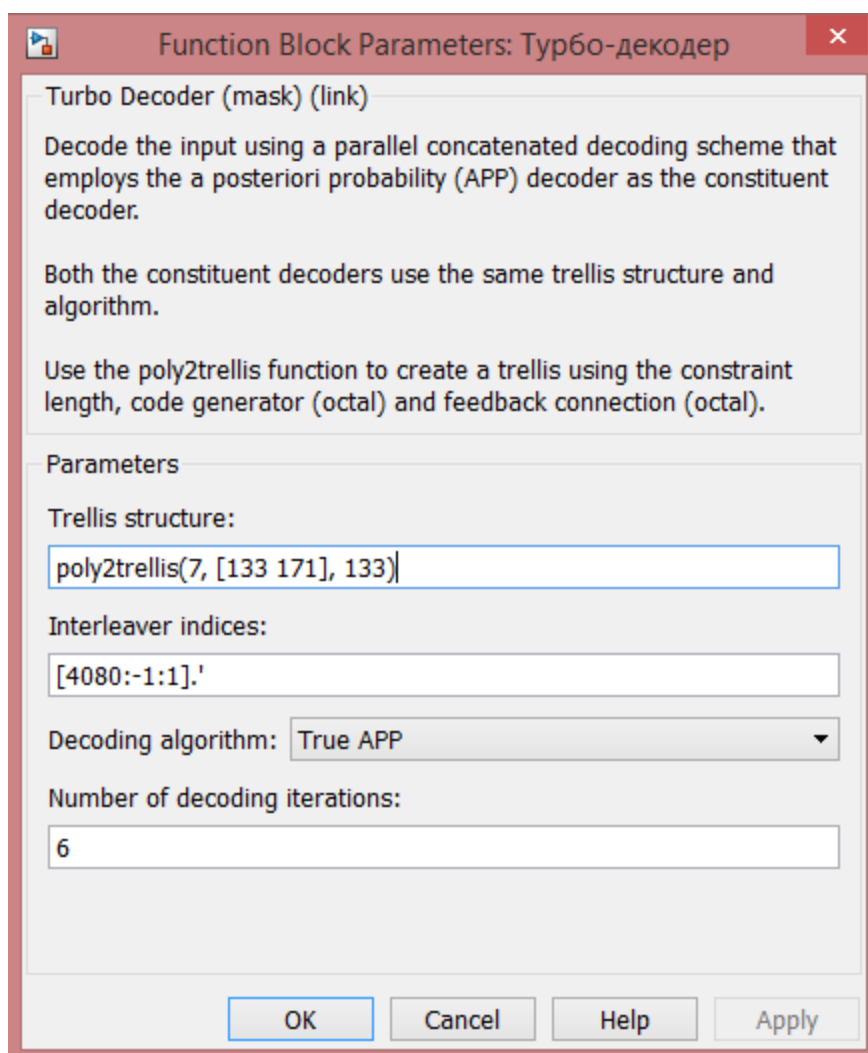 Function Block Parameters: Турбо-декодер
Turbo Decoder (mask) (link)
Decode the input using a parallel concatenated decoding scheme that
employs the a posteriori probability (APP) decoder as the constituent
decoder.
Both the constituent decoders use the same trellis structure and
algorithm.
Use the poly2trellis function to create a trellis using the constraint
length, code generator (octal) and feedback connection (octal).
Parameters
Trellis structure:
poly2trellis(7, [133 171], 133)
Interleaver indices:
[4080:-1:1].'
Decoding algorithm: True APP
Number of decoding iterations:
6
OK Cancel Help Apply